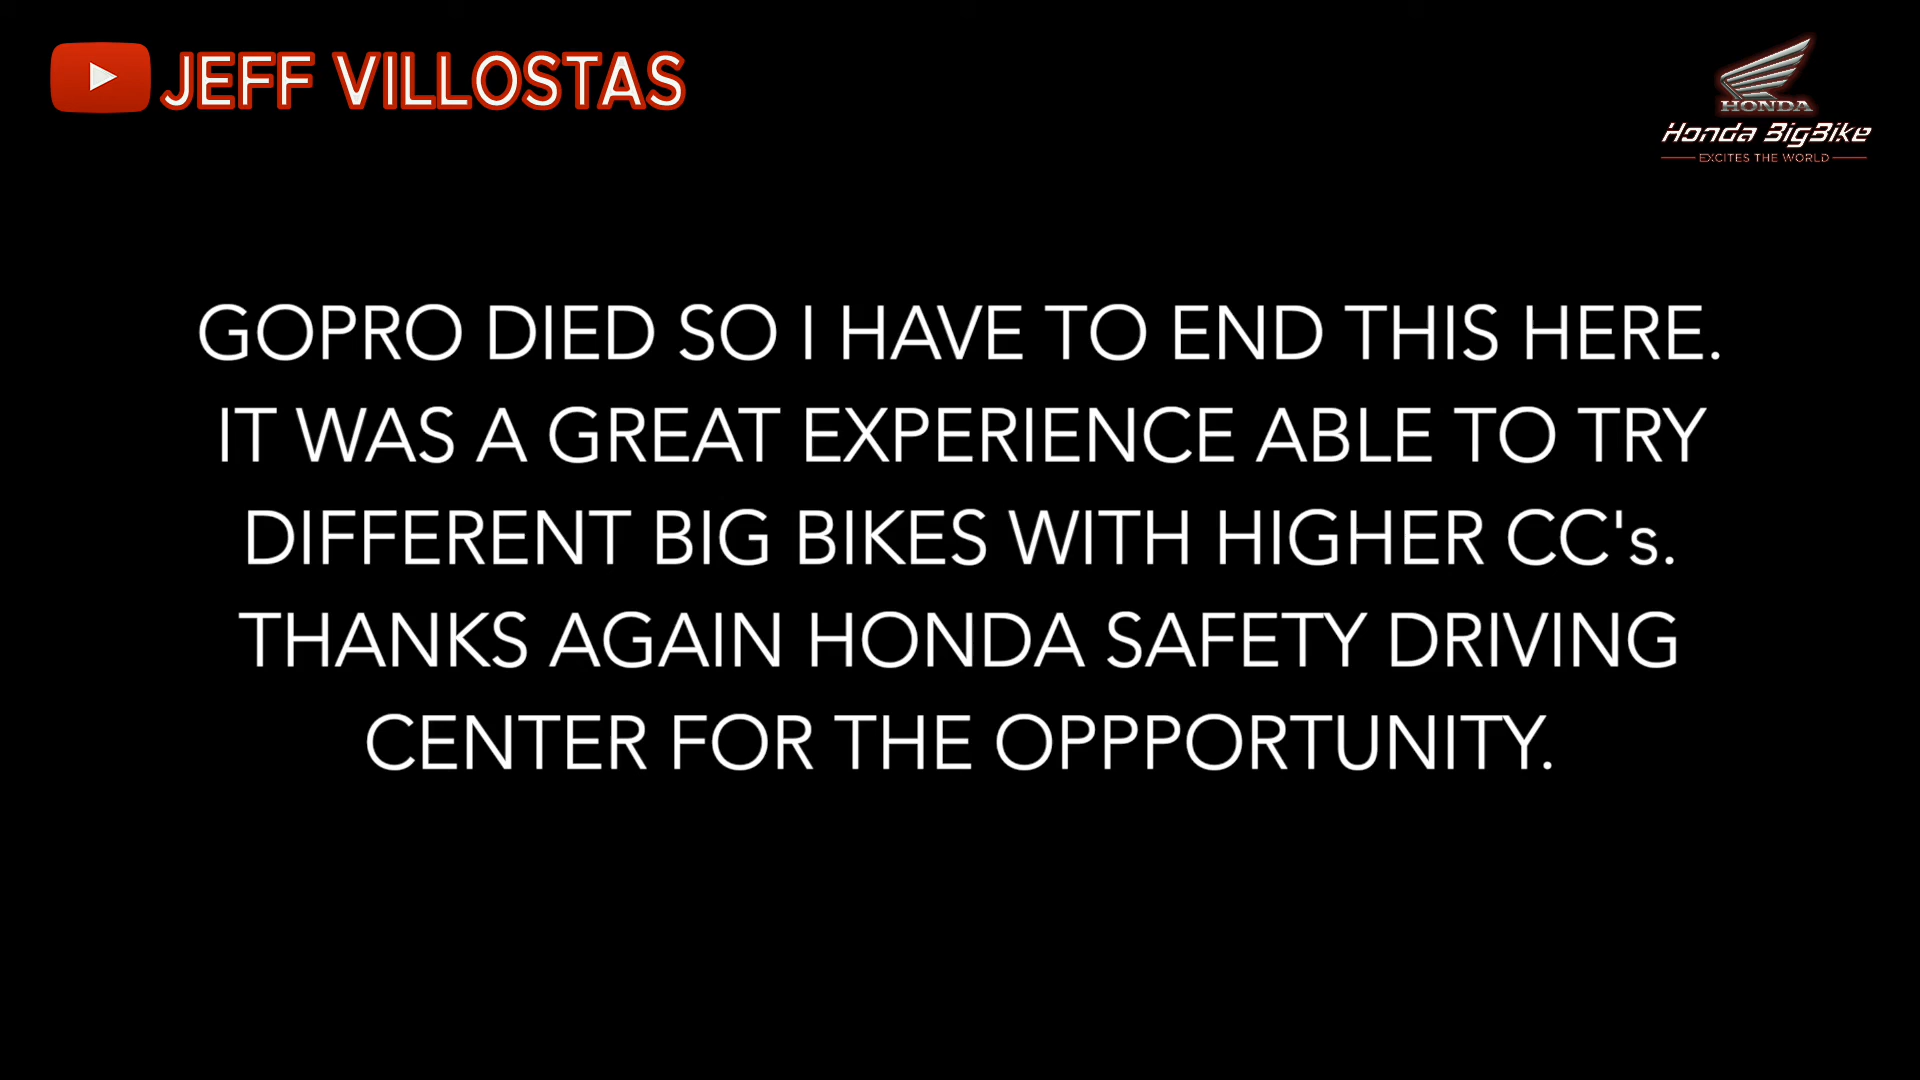 JEFF VILLOSTAS
HONDA
Honda BigBike
EXCITES THE WORLD
GOPRO DIED SO I HAVE TO END THIS HERE.
IT WAS A GREAT EXPERIENCE ABLE TO TRY
DIFFERENT BIG BIKES WITH HIGHER CC's.
THANKS AGAIN HONDA SAFETY DRIVING
CENTER FOR THE OPPPORTUNITY.